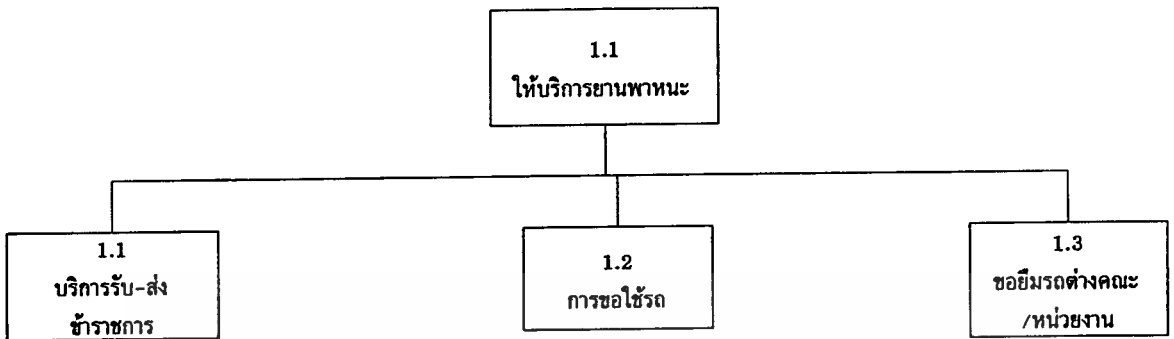 1.1
ให้บริการยานพาหนะ
1.1
บริการรับ-ส่ง
ข้าราชการ
1.2
การขอใช้รถ
1.3
ขอยืมรถต่างคณะ
/หน่วยงาน